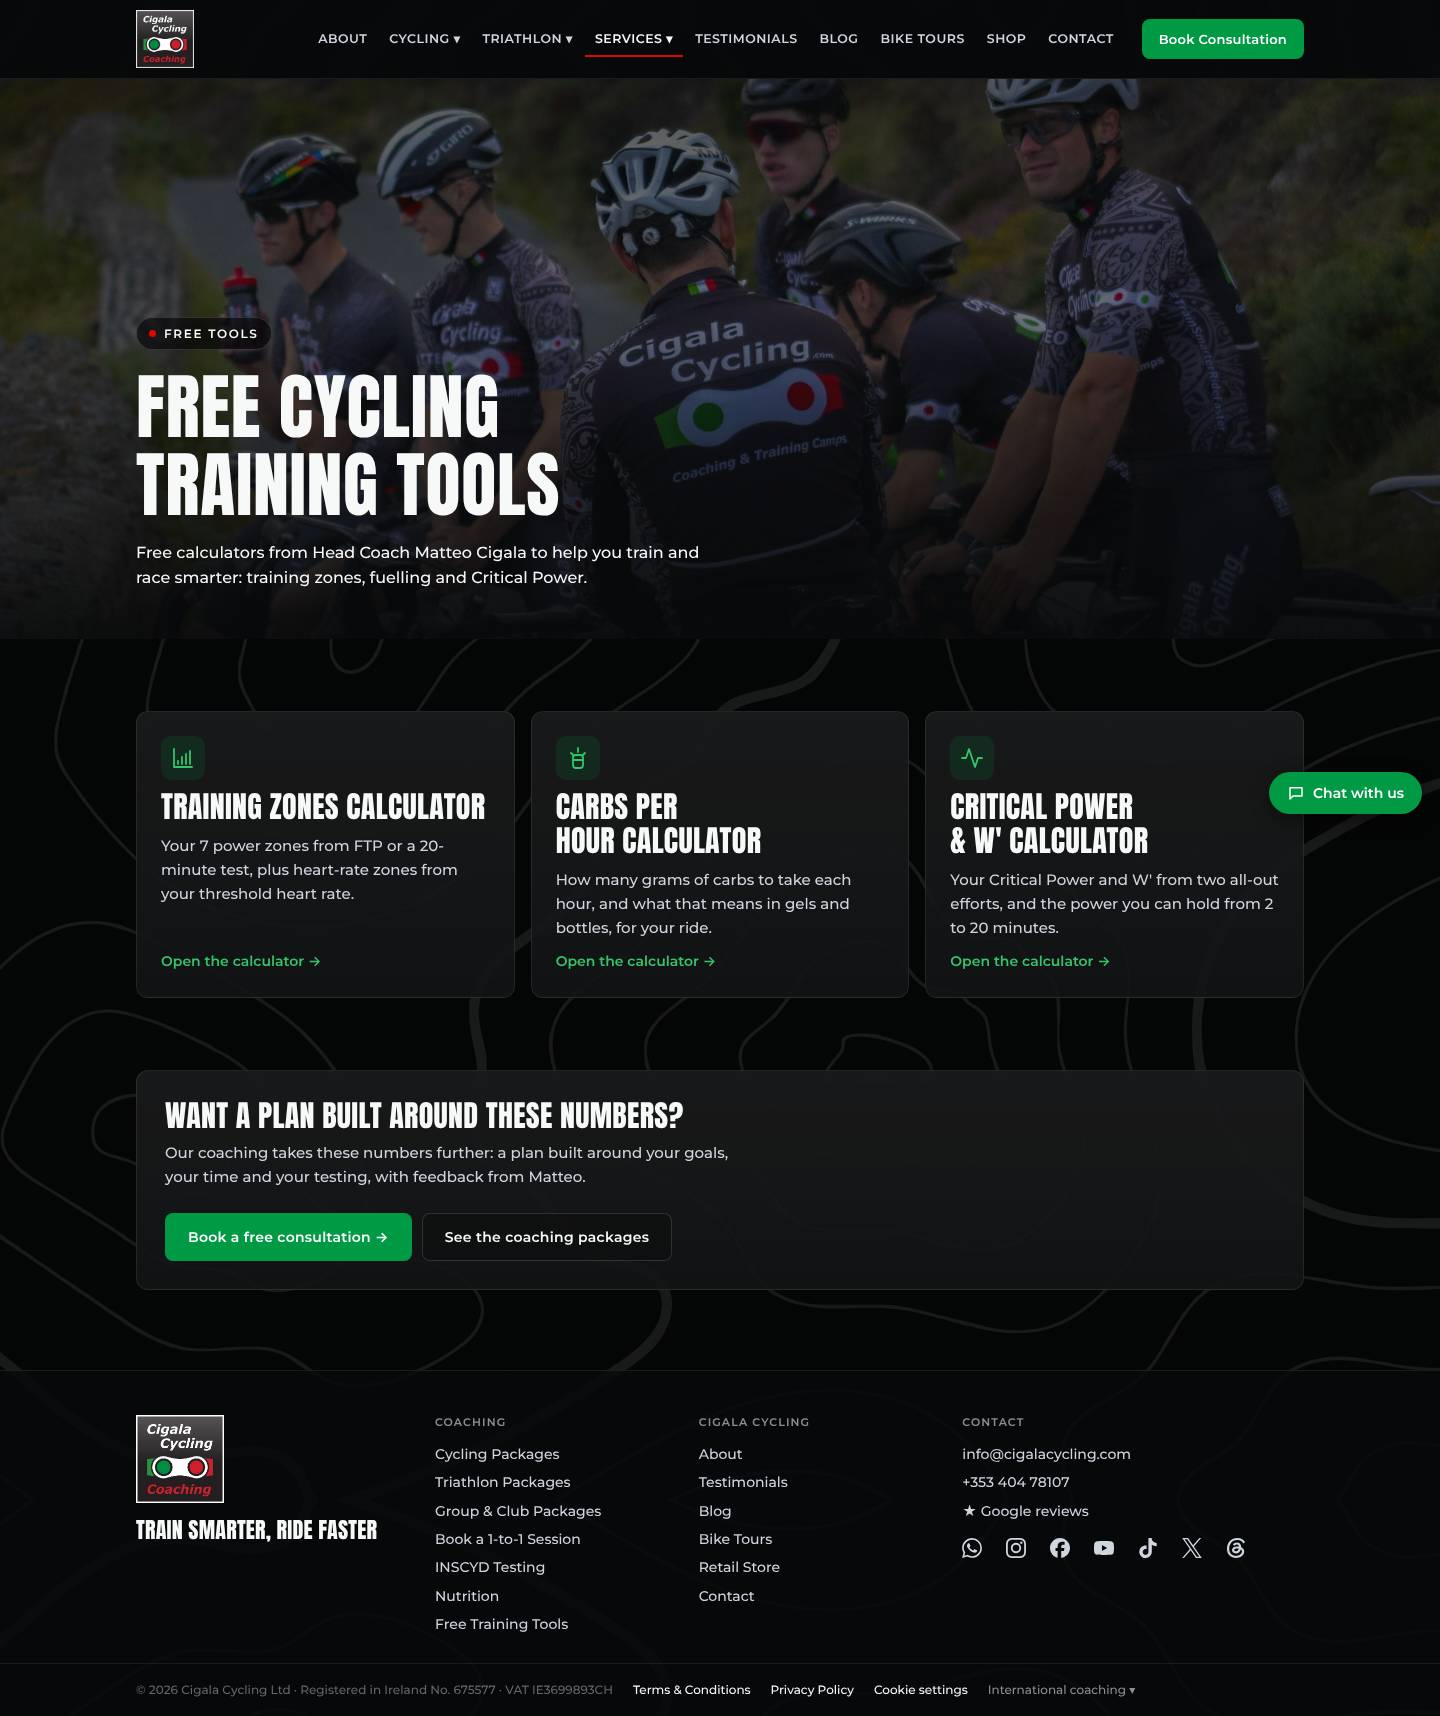 Cigala
Cycling
Coaching
ABOUT
CYCLING ▾
TRIATHLON ▾
SERVICES ▾
TESTIMONIALS
BLOG
BIKE TOURS
SHOP
CONTACT
Book Consultation
GIRO
S-WORKS
Cigala
Cycling
Cigala
Cycling.com
Coaching & Training Camps
cycling_
FREE TOOLS
FREE CYCLING
TRAINING TOOLS
Free calculators from Head Coach Matteo Cigala to help you train and
race smarter: training zones, fuelling and Critical Power.
TRAINING ZONES CALCULATOR
Your 7 power zones from FTP or a 20-
minute test, plus heart-rate zones from
your threshold heart rate.
Open the calculator →
CARBS PER
HOUR CALCULATOR
How many grams of carbs to take each
hour, and what that means in gels and
bottles, for your ride.
Open the calculator →
CRITICAL POWER
& W' CALCULATOR
Your Critical Power and W' from two all-out
efforts, and the power you can hold from 2
to 20 minutes.
Open the calculator →
Chat with us
WANT A PLAN BUILT AROUND THESE NUMBERS?
Our coaching takes these numbers further: a plan built around your goals,
your time and your testing, with feedback from Matteo.
Book a free consultation →
See the coaching packages
Cigala
Cycling
Coaching
TRAIN SMARTER, RIDE FASTER
COACHING
Cycling Packages
Triathlon Packages
Group & Club Packages
Book a 1-to-1 Session
INSCYD Testing
Nutrition
Free Training Tools
CIGALA CYCLING
About
Testimonials
Blog
Bike Tours
Retail Store
Contact
CONTACT
info@cigalacycling.com
+353 404 78107
★ Google reviews
© 2026 Cigala Cycling Ltd · Registered in Ireland No. 675577 · VAT IE3699893CH
Terms & Conditions
Privacy Policy
Cookie settings
International coaching ▾